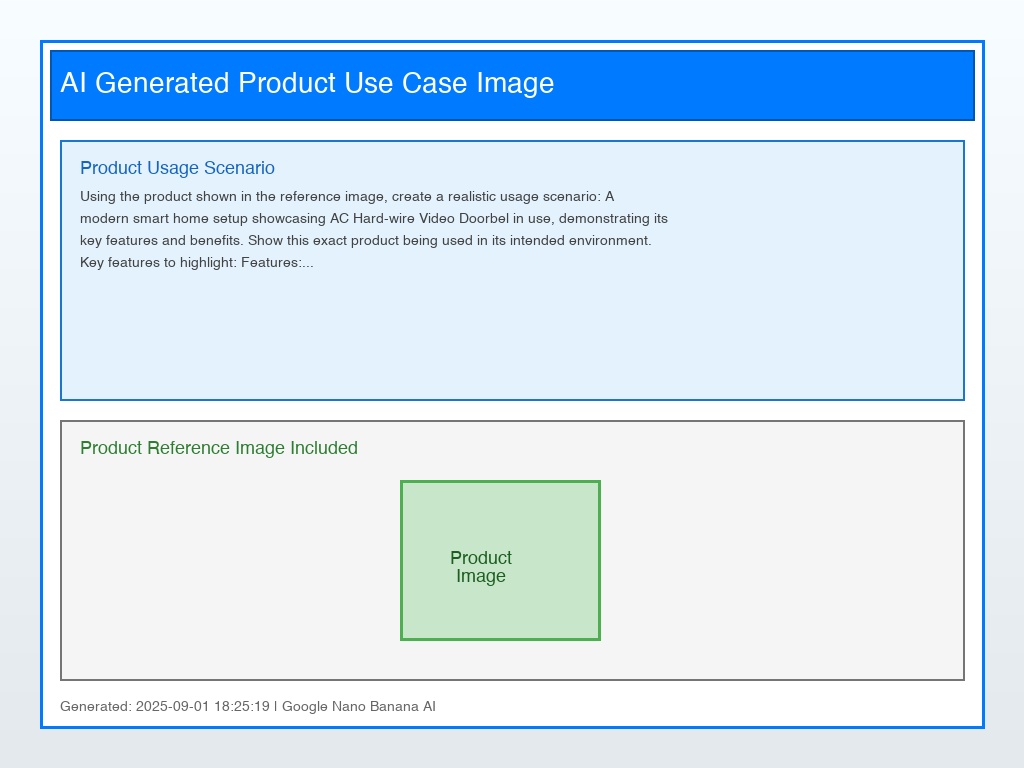 AI Generated Product Use Case Image
Product Usage Scenario
Using the product shown in the reference image, create a realistic usage scenario: A
modern smart home setup showcasing AC Hard-wire Video Doorbel in use, demonstrating its
key features and benefits. Show this exact product being used in its intended environment.
Key features to highlight: Features:...
Product Reference Image Included
Product
Image
Generated: 2025-09-01 18:25:19 | Google Nano Banana AI